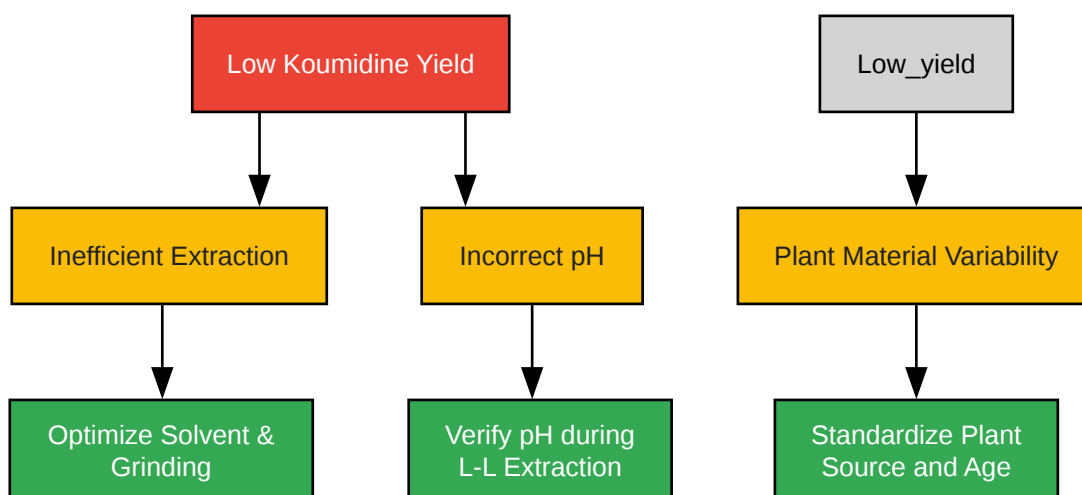 Low Koumidine Yield
Low_yield
Inefficient Extraction
Incorrect pH
Plant Material Variability
Optimize Solvent &
Grinding
Verify pH during
L-L Extraction
Standardize Plant
Source and Age